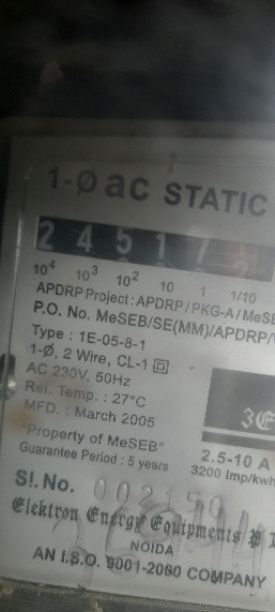 1-Ø ac STATIC
2 4 5 1 7
10⁴ 10³ 10² 10 1 1/10
APDRP Project : APDRP / PKG-A / MeSE
P.O. No. MeSEB/SE(MM)/APDRP/
Type : 1E-05-8-1
1-Ø, 2 Wire, CL-1
AC 230V, 50Hz
Ref. Temp. : 27°C
MFD. : March 2005
3E
Property of MeSEB"
2.5-10 A
Guarantee Period : 5 years
3200 Imp/kwh
Sl. No.
Elektron Energy Equipments P
NOIDA
AN I.S.O. 9001-2000 COMPANY